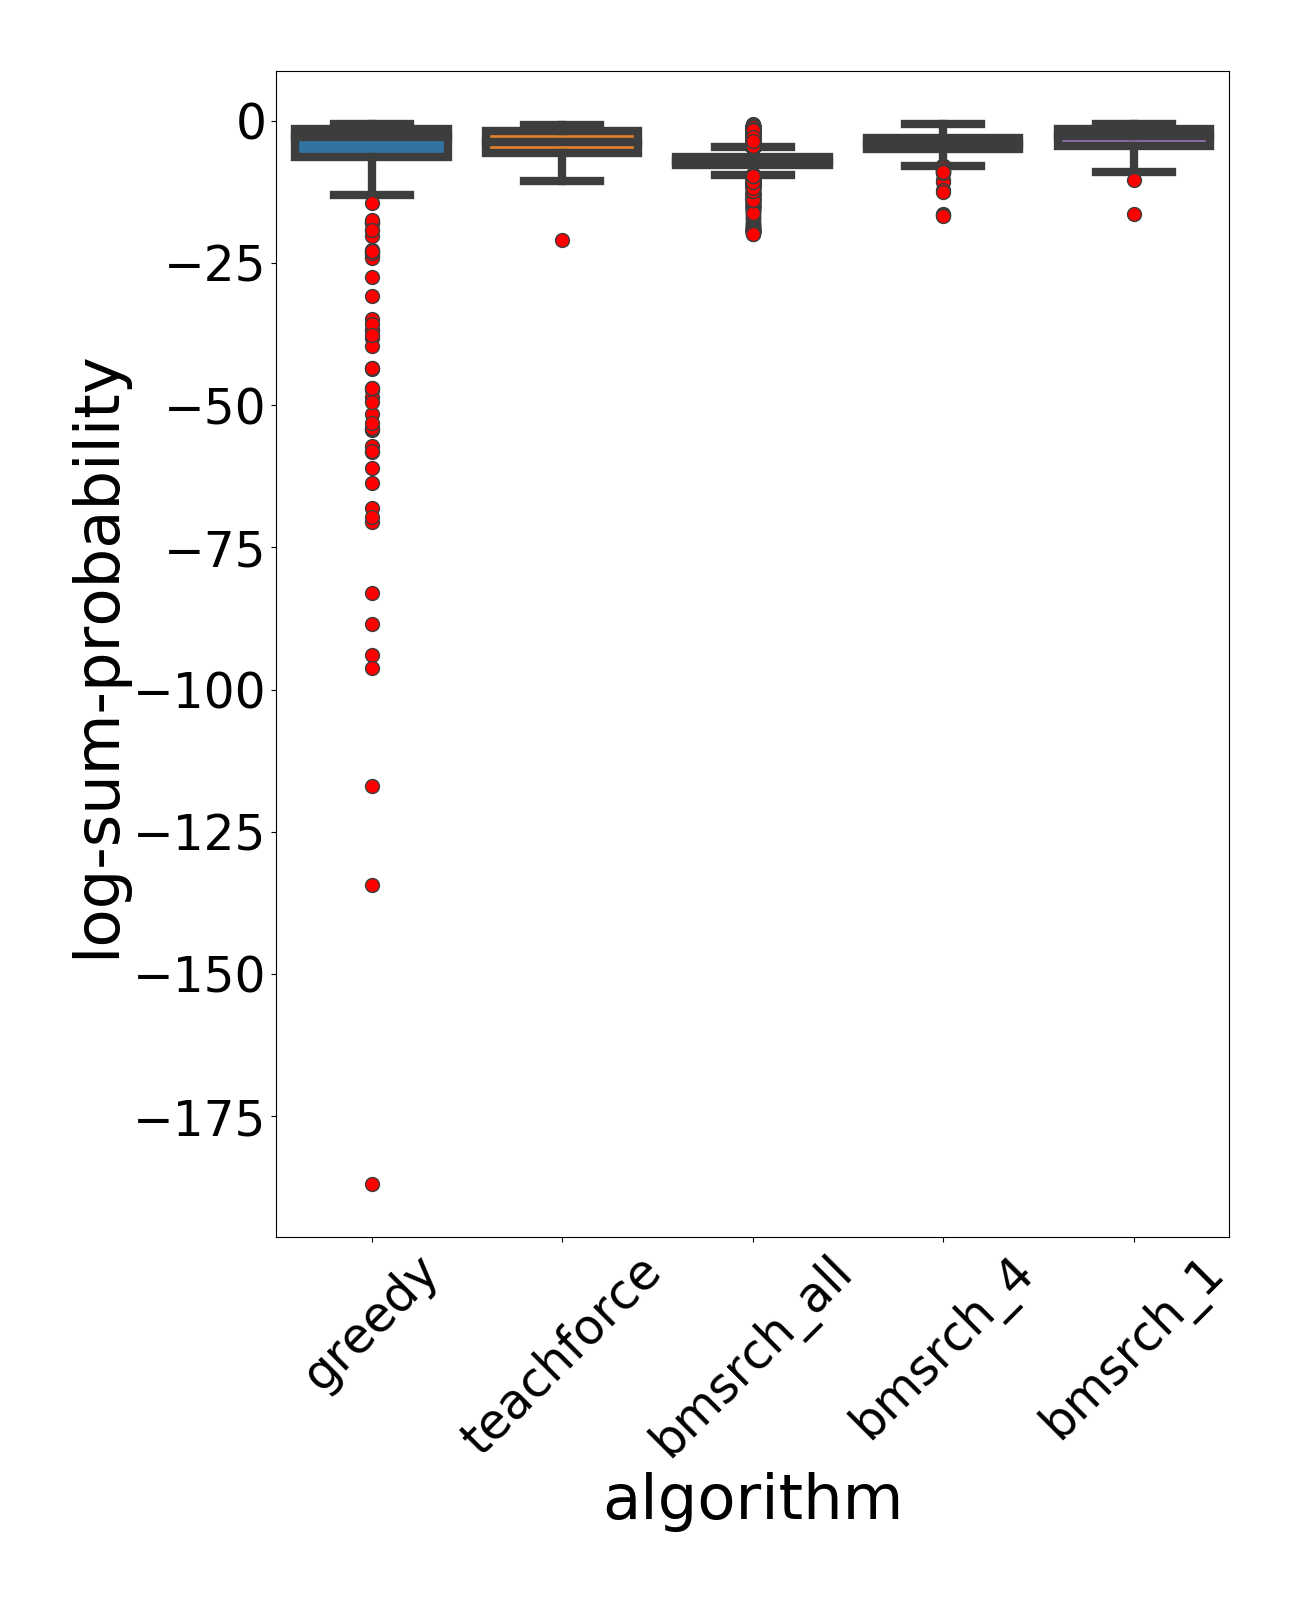 log-sum-probability
0
−25
−50
−75
−100
−125
−150
−175
greedy
teachforce
bmsrch_all
bmsrch_4
bmsrch_1
algorithm